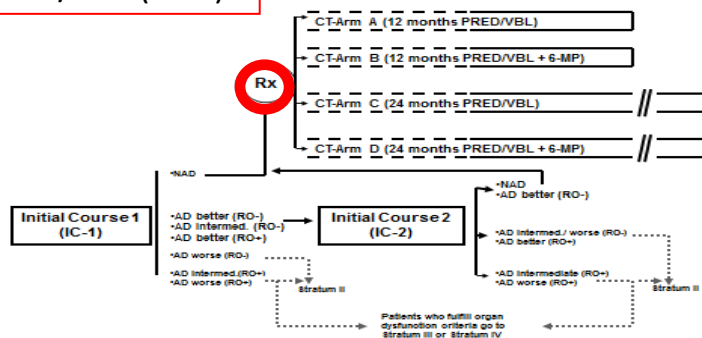 CT-Arm A (12 months PRED/VBL)
CT-Arm B (12 months PRED/VBL + 6-MP)
Rx
CT-Arm C (24 months PRED/VBL)
CT-Arm D (24 months PRED/VBL + 6-MP)
•NAD
•NAD
•AD better (RO-)
Initial Course 1
(IC-1)
•AD better (RO-)
•AD intermed. (RO-)
•AD better (RO+)
Initial Course 2
(IC-2)
•AD intermed./ worse (RO-)
•AD better (RO+)
•AD worse (RO-)
•AD intermed.(RO+)
•AD worse (RO+)
Stratum II
•AD intermediate (RO+)
•AD worse (RO+)
Stratum II
Patients who fulfill organ
dysfunction criteria go to
Stratum III or Stratum IV